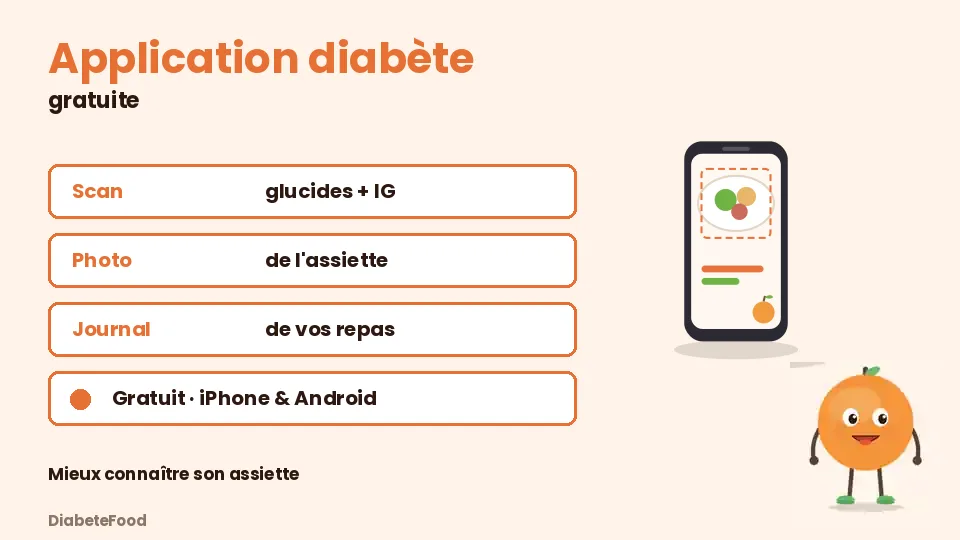 Application diabète
gratuite
Scan glucides + IG
Photo de l'assiette
Journal de vos repas
Gratuit · iPhone & Android
Mieux connaître son assiette
DiabeteFood